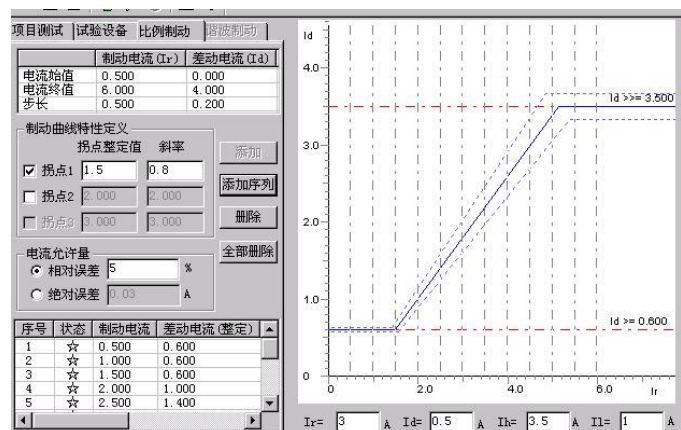 项目测试 试验设备 比例制动 谐波制动
制动电流(Ir) 差动电流(Id)
电流始值 0.500 0.000
电流终值 6.000 4.000
步长 0.500 0.200
制动曲线特性定义
拐点整定值 斜率
拐点1 1.5 0.8
拐点2 2.000 2.000
拐点3 3.000 3.000
添加
添加序列
删除
全部删除
电流允许量
相对误差 5 %
绝对误差 0.03 A
序号 状态 制动电流 差动电流(整定)
1 ☆ 0.500 0.600
2 ☆ 1.000 0.600
3 ☆ 1.500 0.600
4 ☆ 2.000 1.000
5 ☆ 2.500 1.400
Id
4.0
Id >>= 3.500
3.0
2.0
1.0
Id >= 0.600
0
0 2.0 4.0 6.0 Ir
Ir= 3 A Id= 0.5 A Ih= 3.5 A Il= 1 A